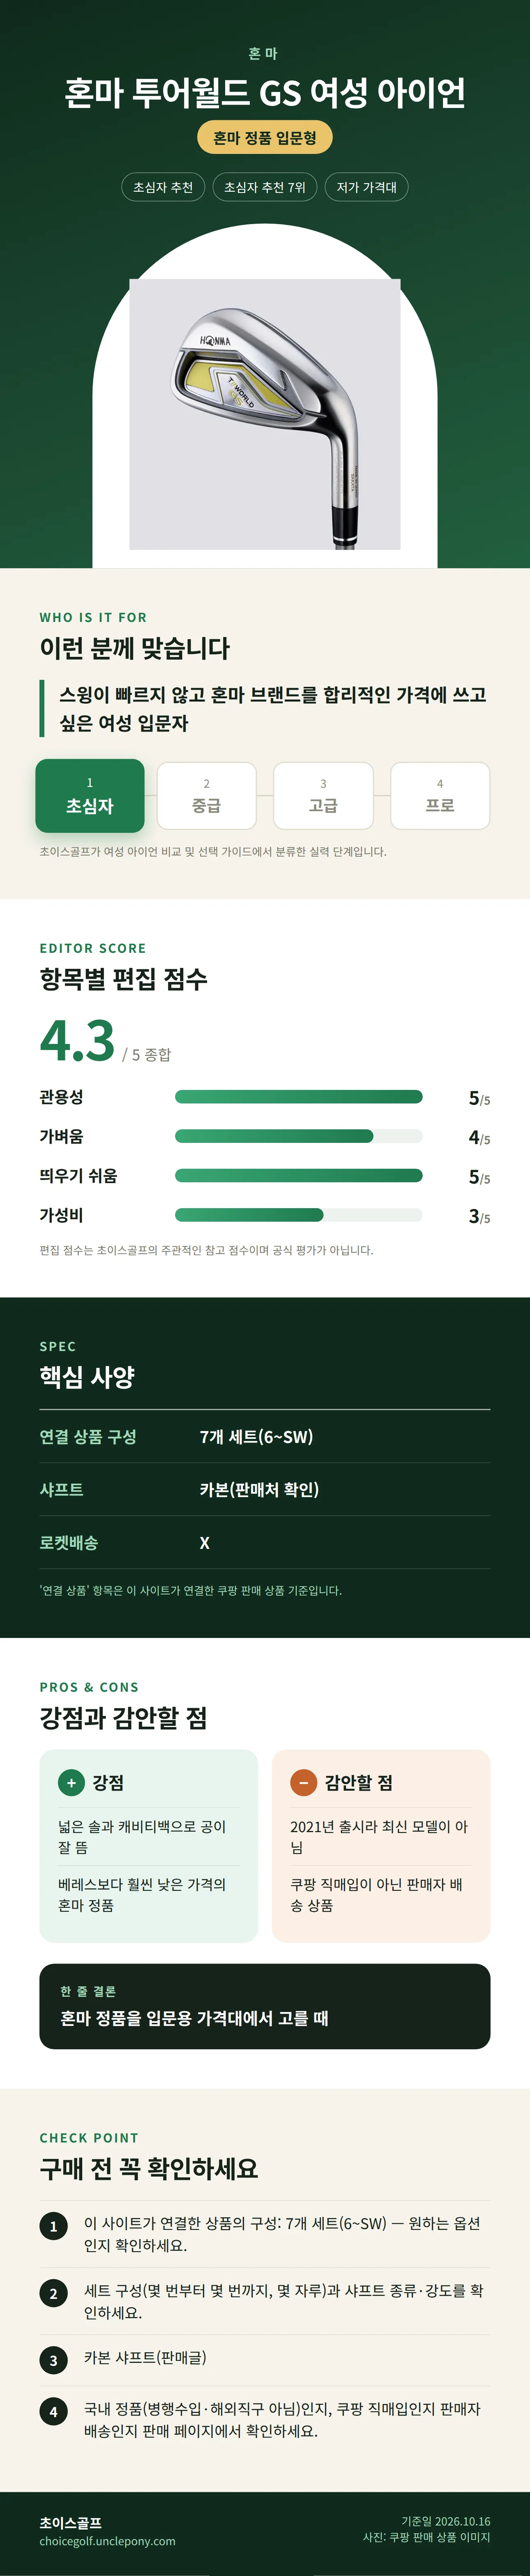 혼마
혼마 투어월드 GS 여성 아이언
혼마 정품 입문형
초심자 추천
초심자 추천 7위
저가 가격대
HONMA
T//WORLD
GS
WHO IS IT FOR
이런 분께 맞습니다
스윙이 빠르지 않고 혼마 브랜드를 합리적인 가격에 쓰고
싶은 여성 입문자
1
초심자
2
중급
3
고급
4
프로
초이스골프가 여성 아이언 비교 및 선택 가이드에서 분류한 실력 단계입니다.
EDITOR SCORE
항목별 편집 점수
4.3 / 5 종합
관용성 5/5
가벼움 4/5
띄우기 쉬움 5/5
가성비 3/5
편집 점수는 초이스골프의 주관적인 참고 점수이며 공식 평가가 아닙니다.
SPEC
핵심 사양
연결 상품 구성 7개 세트(6~SW)
샤프트 카본(판매처 확인)
로켓배송 X
'연결 상품' 항목은 이 사이트가 연결한 쿠팡 판매 상품 기준입니다.
PROS & CONS
강점과 감안할 점
+ 강점
넓은 솔과 캐비티백으로 공이
잘 뜸
베레스보다 훨씬 낮은 가격의
혼마 정품
− 감안할 점
2021년 출시라 최신 모델이 아
님
쿠팡 직매입이 아닌 판매자 배
송 상품
한 줄 결론
혼마 정품을 입문용 가격대에서 고를 때
CHECK POINT
구매 전 꼭 확인하세요
1 이 사이트가 연결한 상품의 구성: 7개 세트(6~SW) — 원하는 옵션
인지 확인하세요.
2 세트 구성(몇 번부터 몇 번까지, 몇 자루)과 샤프트 종류·강도를 확
인하세요.
3 카본 샤프트(판매글)
4 국내 정품(병행수입·해외직구 아님)인지, 쿠팡 직매입인지 판매자
배송인지 판매 페이지에서 확인하세요.
초이스골프
choicegolf.unclepony.com
기준일 2026.10.16
사진: 쿠팡 판매 상품 이미지